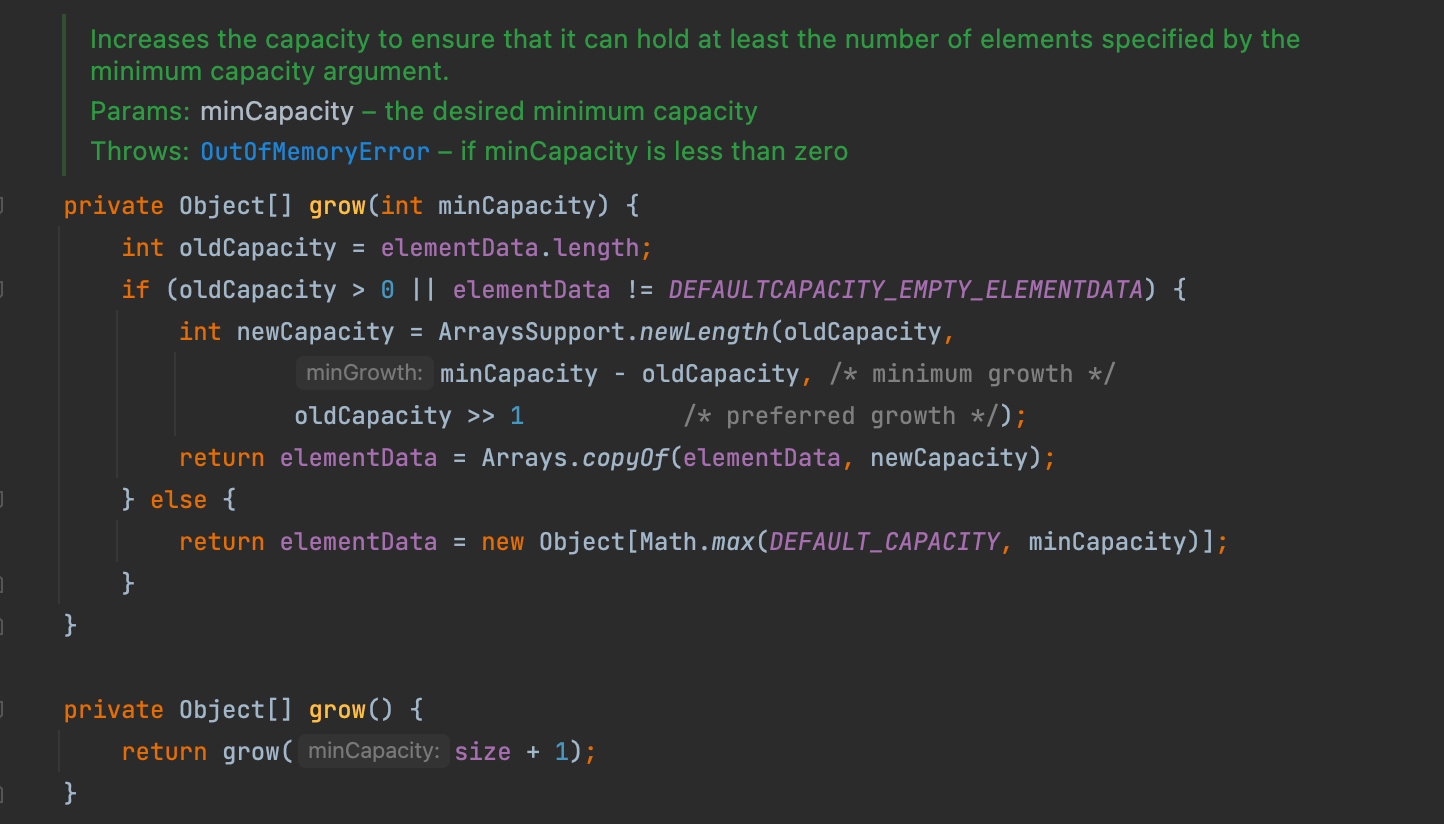 Increases the capacity to ensure that it can hold at least the number of elements specified by the
minimum capacity argument.
Params: minCapacity – the desired minimum capacity
Throws: OutOfMemoryError – if minCapacity is less than zero
private Object[] grow(int minCapacity) {
    int oldCapacity = elementData.length;
    if (oldCapacity > 0 || elementData != DEFAULTCAPACITY_EMPTY_ELEMENTDATA) {
        int newCapacity = ArraysSupport.newLength(oldCapacity,
                minGrowth: minCapacity - oldCapacity, /* minimum growth */
                oldCapacity >> 1           /* preferred growth */);
        return elementData = Arrays.copyOf(elementData, newCapacity);
    } else {
        return elementData = new Object[Math.max(DEFAULT_CAPACITY, minCapacity)];
    }
}
private Object[] grow() {
    return grow( minCapacity: size + 1);
}